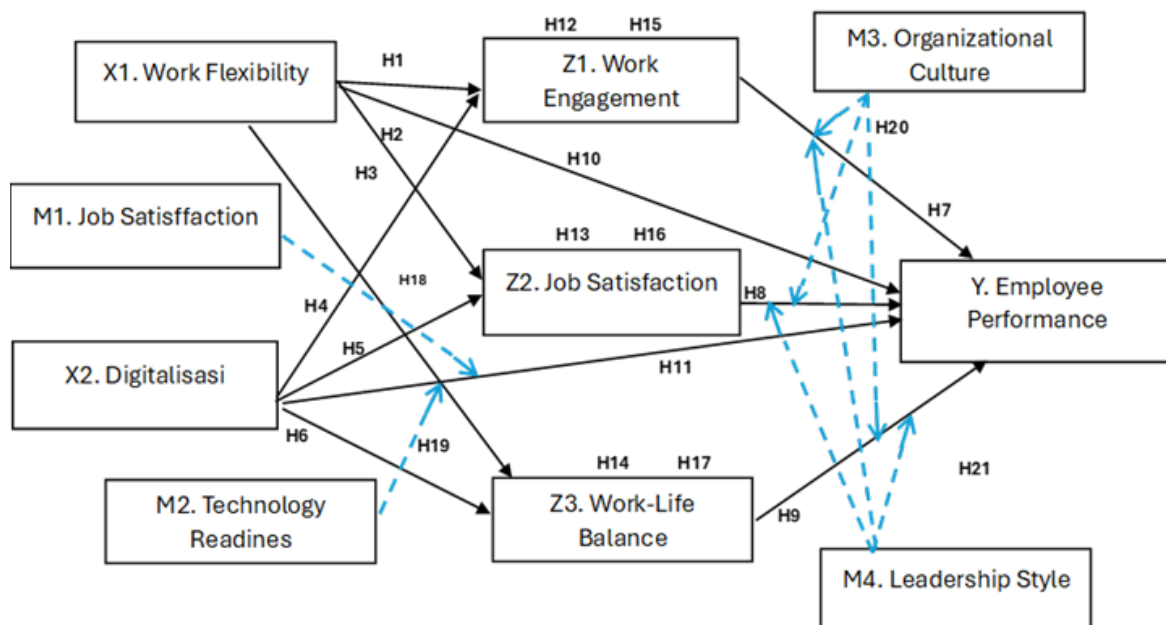 H12 H15
X1. Work Flexibility
H1
Z1. Work
Engagement
M3. Organizational
Culture
H2
H20
H3
H10
M1. Job Satisffaction
H7
H13 H16
H18
Z2. Job Satisfaction
H8
Y. Employee
Performance
H4
H5
X2. Digitalisasi
H11
H6
H19
H14 H17
H21
M2. Technology
Readines
Z3. Work-Life
Balance
H9
M4. Leadership Style